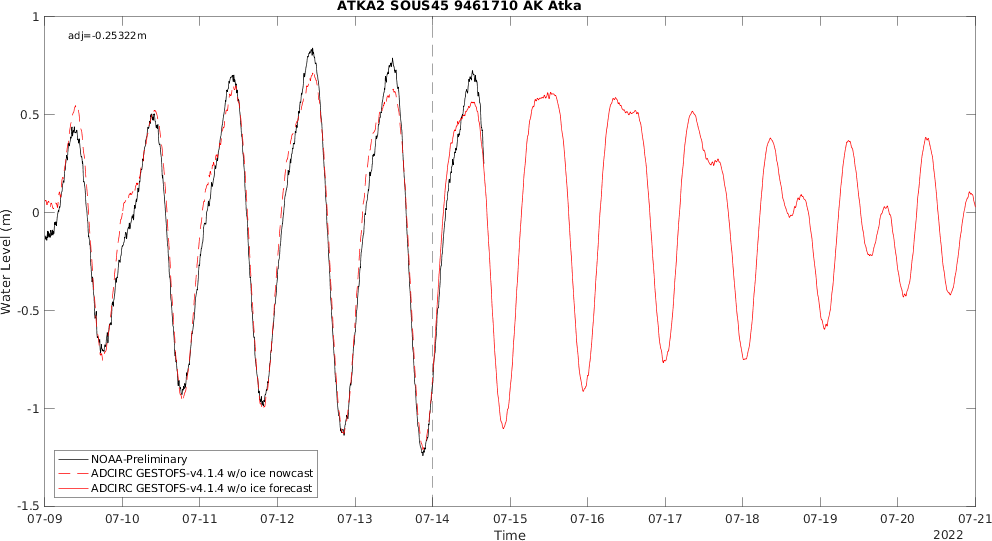 ATKA2 SOUS45 9461710 AK Atka
adj=-0.25322m
1
0.5
0
-0.5
-1
-1.5
Water Level (m)
NOAA-Preliminary
ADCIRC GESTOFS-v4.1.4 w/o ice nowcast
ADCIRC GESTOFS-v4.1.4 w/o ice forecast
07-09 07-10 07-11 07-12 07-13 07-14 07-15 07-16 07-17 07-18 07-19 07-20 07-21
Time
2022